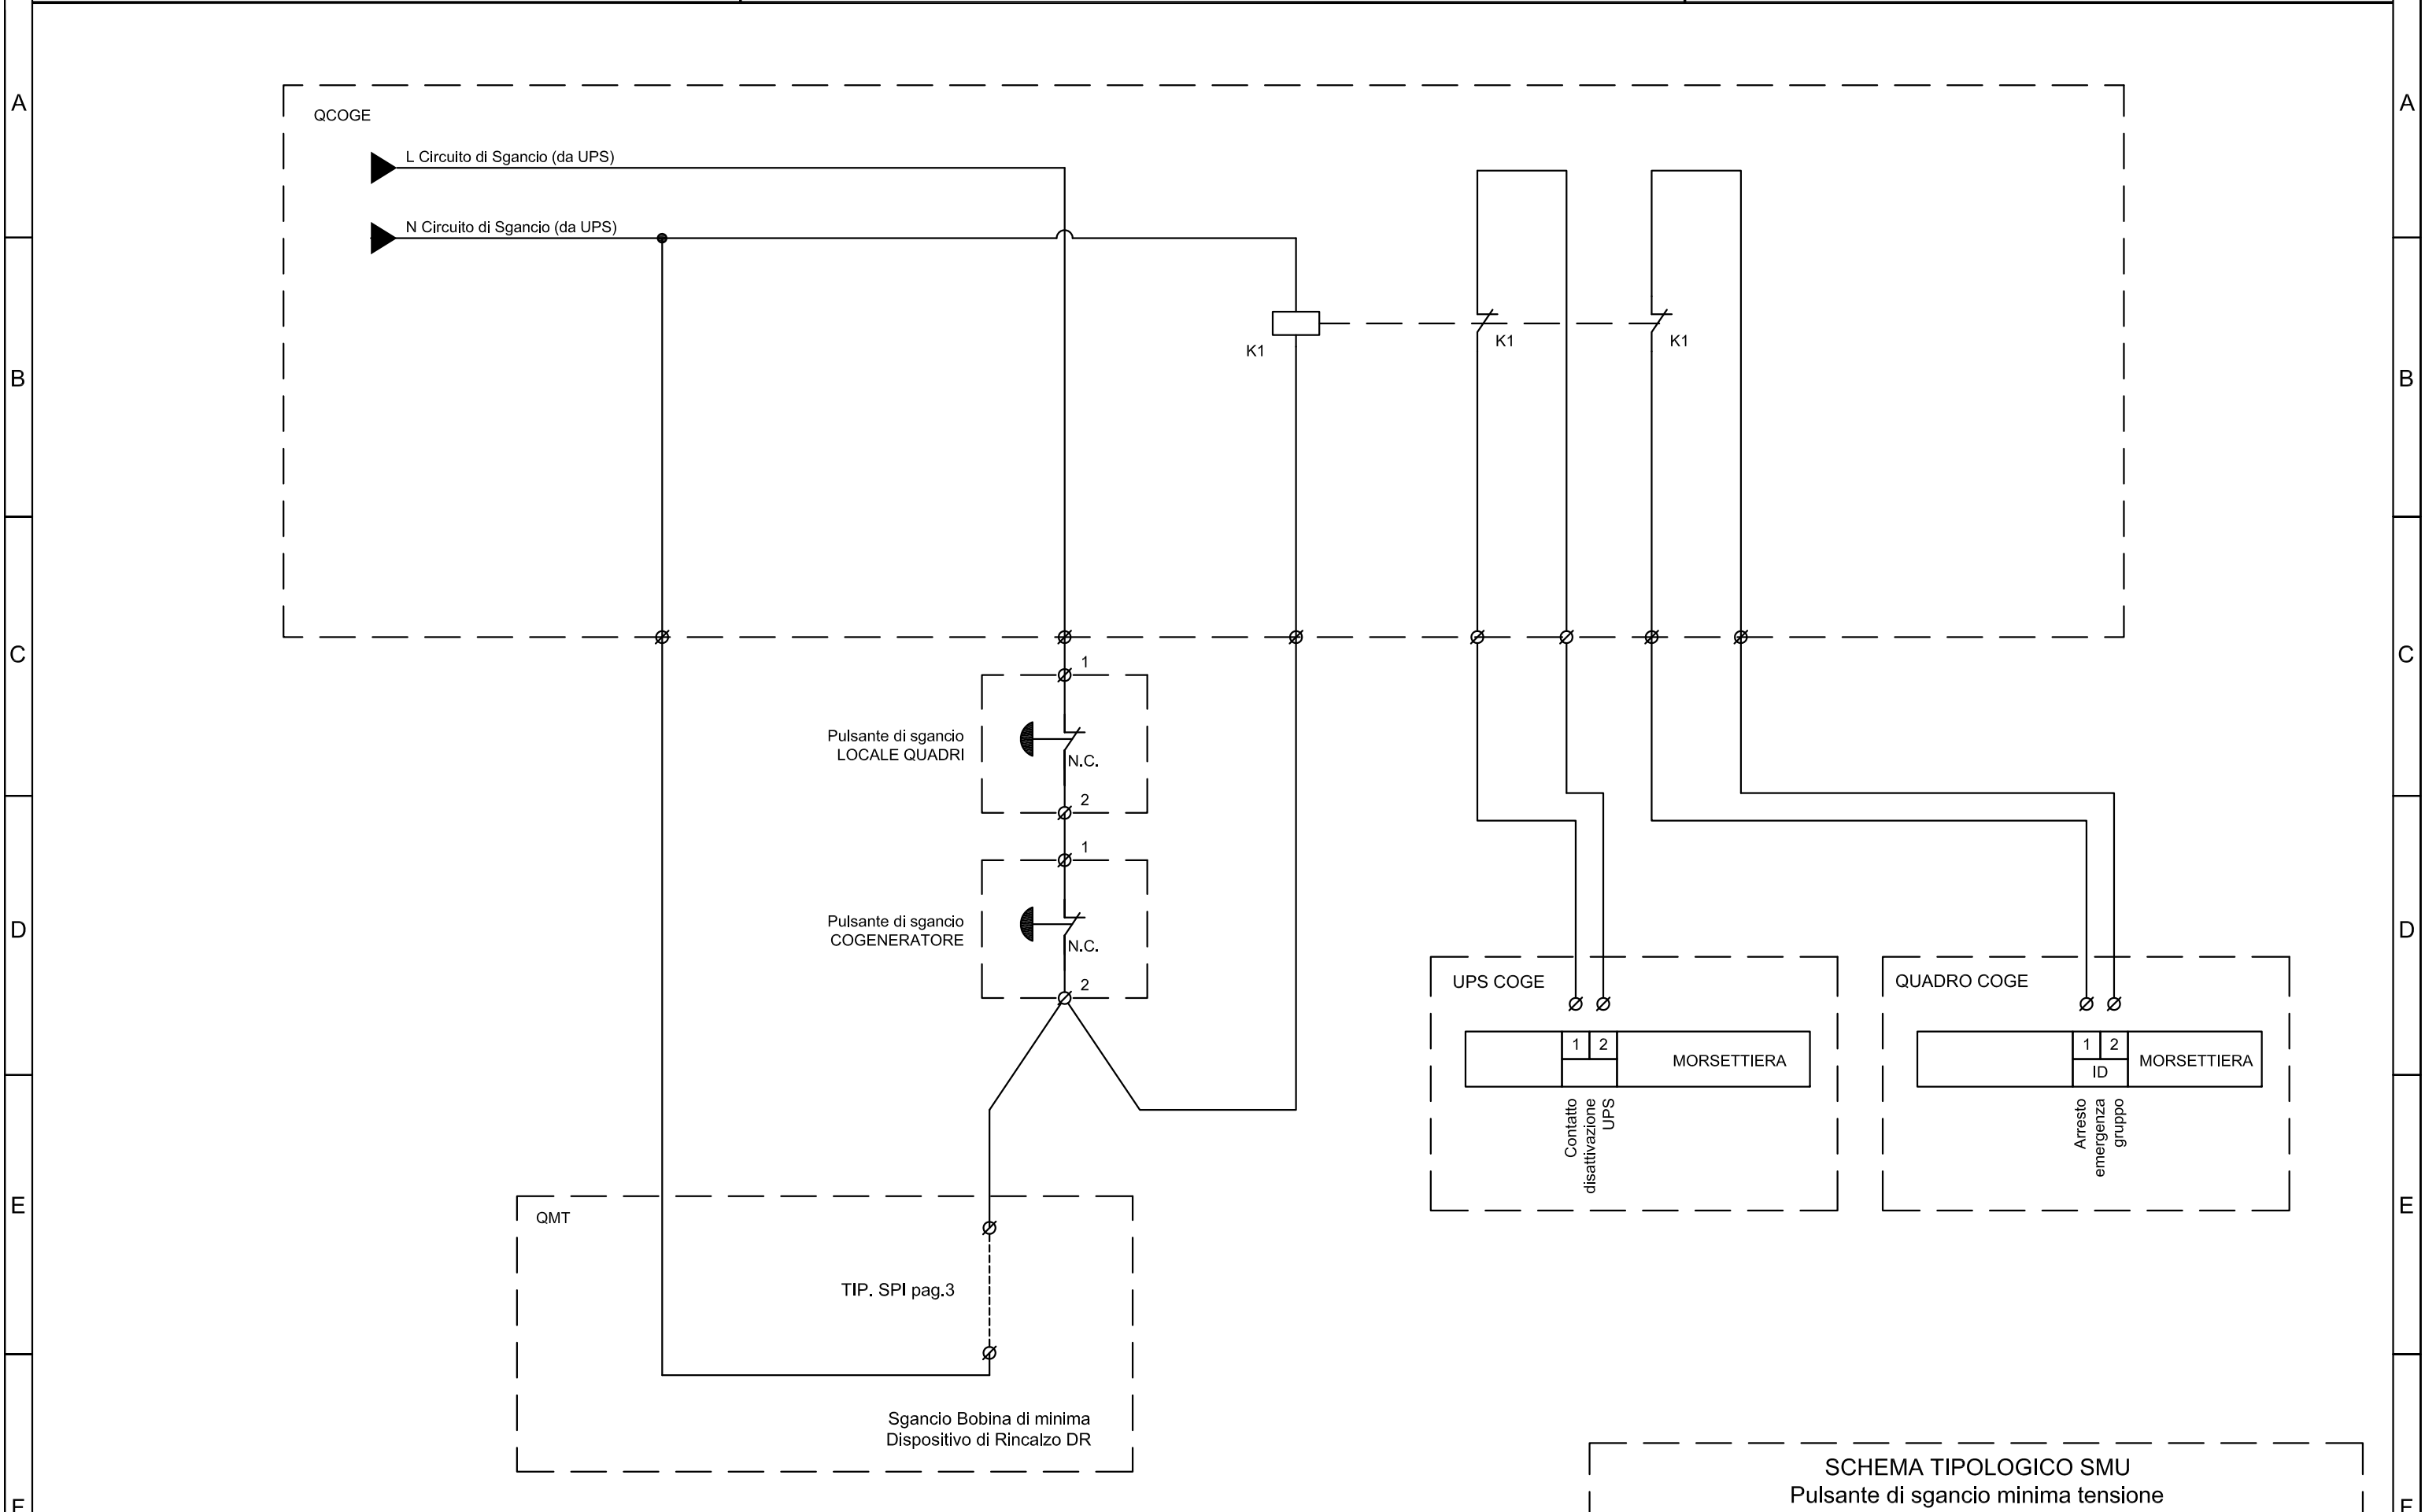 A
A
QCOGE
L Circuito di Sgancio (da UPS)
N Circuito di Sgancio (da UPS)
K1
K1
K1
B
B
C
C
1
Pulsante di sgancio
LOCALE QUADRI
N.C.
2
1
Pulsante di sgancio
COGENERATORE
N.C.
2
D
D
UPS COGE
1 2
MORSETTIERA
Contatto
disattivazione
UPS
QUADRO COGE
1 2
ID
MORSETTIERA
Arresto
emergenza
gruppo
E
E
QMT
TIP. SPI pag.3
Sgancio Bobina di minima
Dispositivo di Rincalzo DR
SCHEMA TIPOLOGICO SMU
Pulsante di sgancio minima tensione